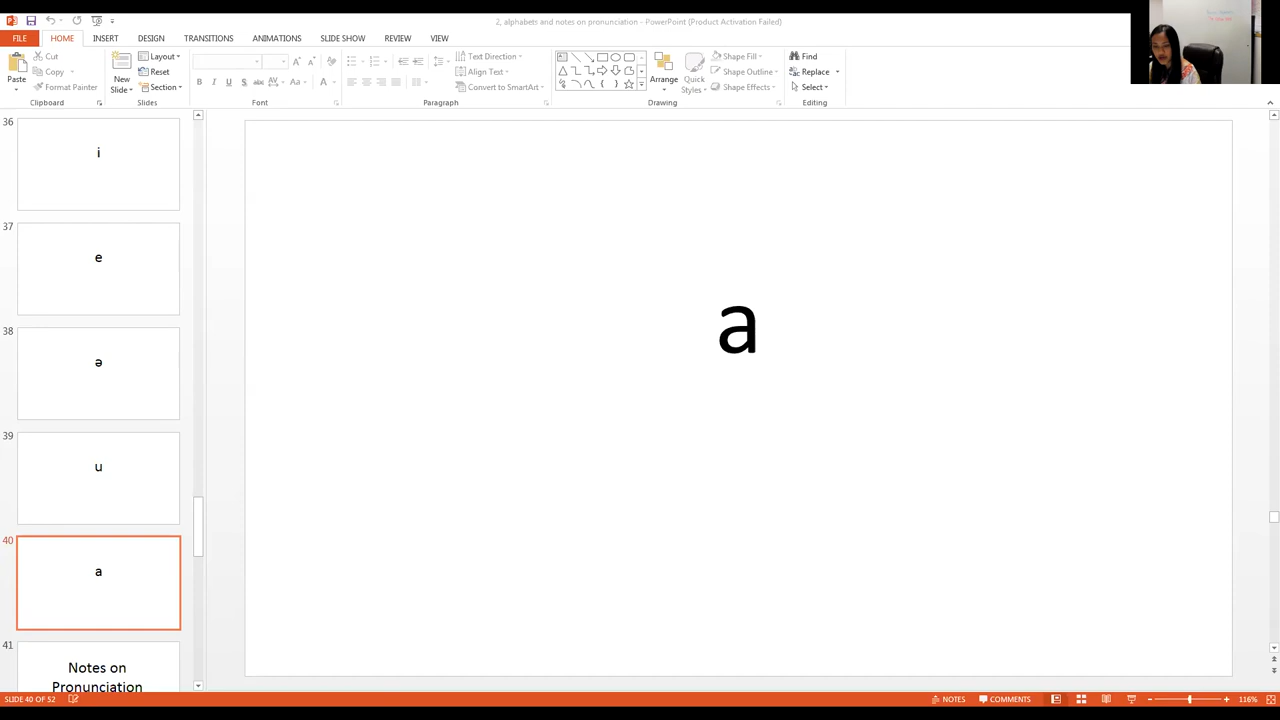 2, alphabets and notes on pronunciation - PowerPoint (Product Activation Failed)
FILE HOME INSERT DESIGN TRANSITIONS ANIMATIONS SLIDE SHOW REVIEW VIEW
Paste
Cut
Copy
Format Painter
Clipboard
New Slide
Layout
Reset
Section
Slides
B I U S abc AV Aa A
Font
Paragraph
Text Direction
Align Text
Convert to SmartArt
Arrange
Quick Styles
Shape Fill
Shape Outline
Shape Effects
Drawing
Find
Replace
Select
Editing
36
i
37
e
38
ə
39
u
40
a
41
Notes on
Pronunciation
a
SLIDE 40 OF 52
NOTES COMMENTS
116%